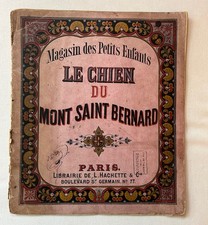 Magasin des Petits Enfants
LE CHIEN
DU
MONT SAINT BERNARD
PARIS.
LIBRAIRIE DE L. HACHETTE & Cie
BOULEVARD St GERMAIN, No 77.